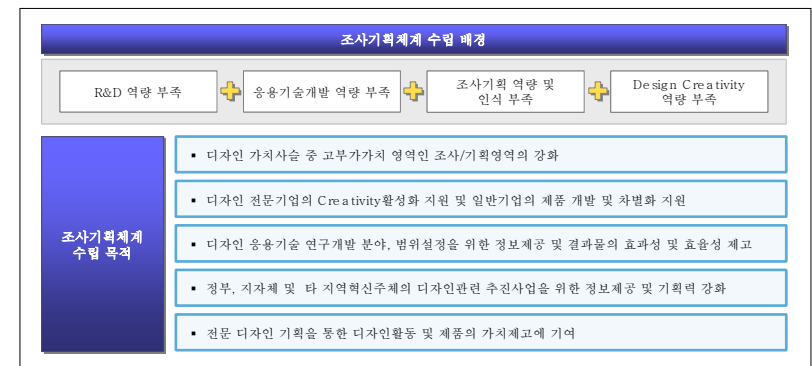 조사기획체계 수립 배경
R&D 역량 부족
응용기술개발 역량 부족
조사기획 역량 및
인식 부족
Design Creativity
역량 부족
조사기획체계
수립 목적
▪ 디자인 가치사슬 중 고부가가치 영역인 조사/기획영역의 강화
▪ 디자인 전문기업의 Creativity활성화 지원 및 일반기업의 제품 개발 및 차별화 지원
▪ 디자인 응용기술 연구개발 분야, 범위설정을 위한 정보제공 및 결과물의 효과성 및 효율성 제고
▪ 정부, 지자체 및 타 지역혁신주체의 디자인관련 추진사업을 위한 정보제공 및 기획력 강화
▪ 전문 디자인 기획을 통한 디자인활동 및 제품의 가치제고에 기여